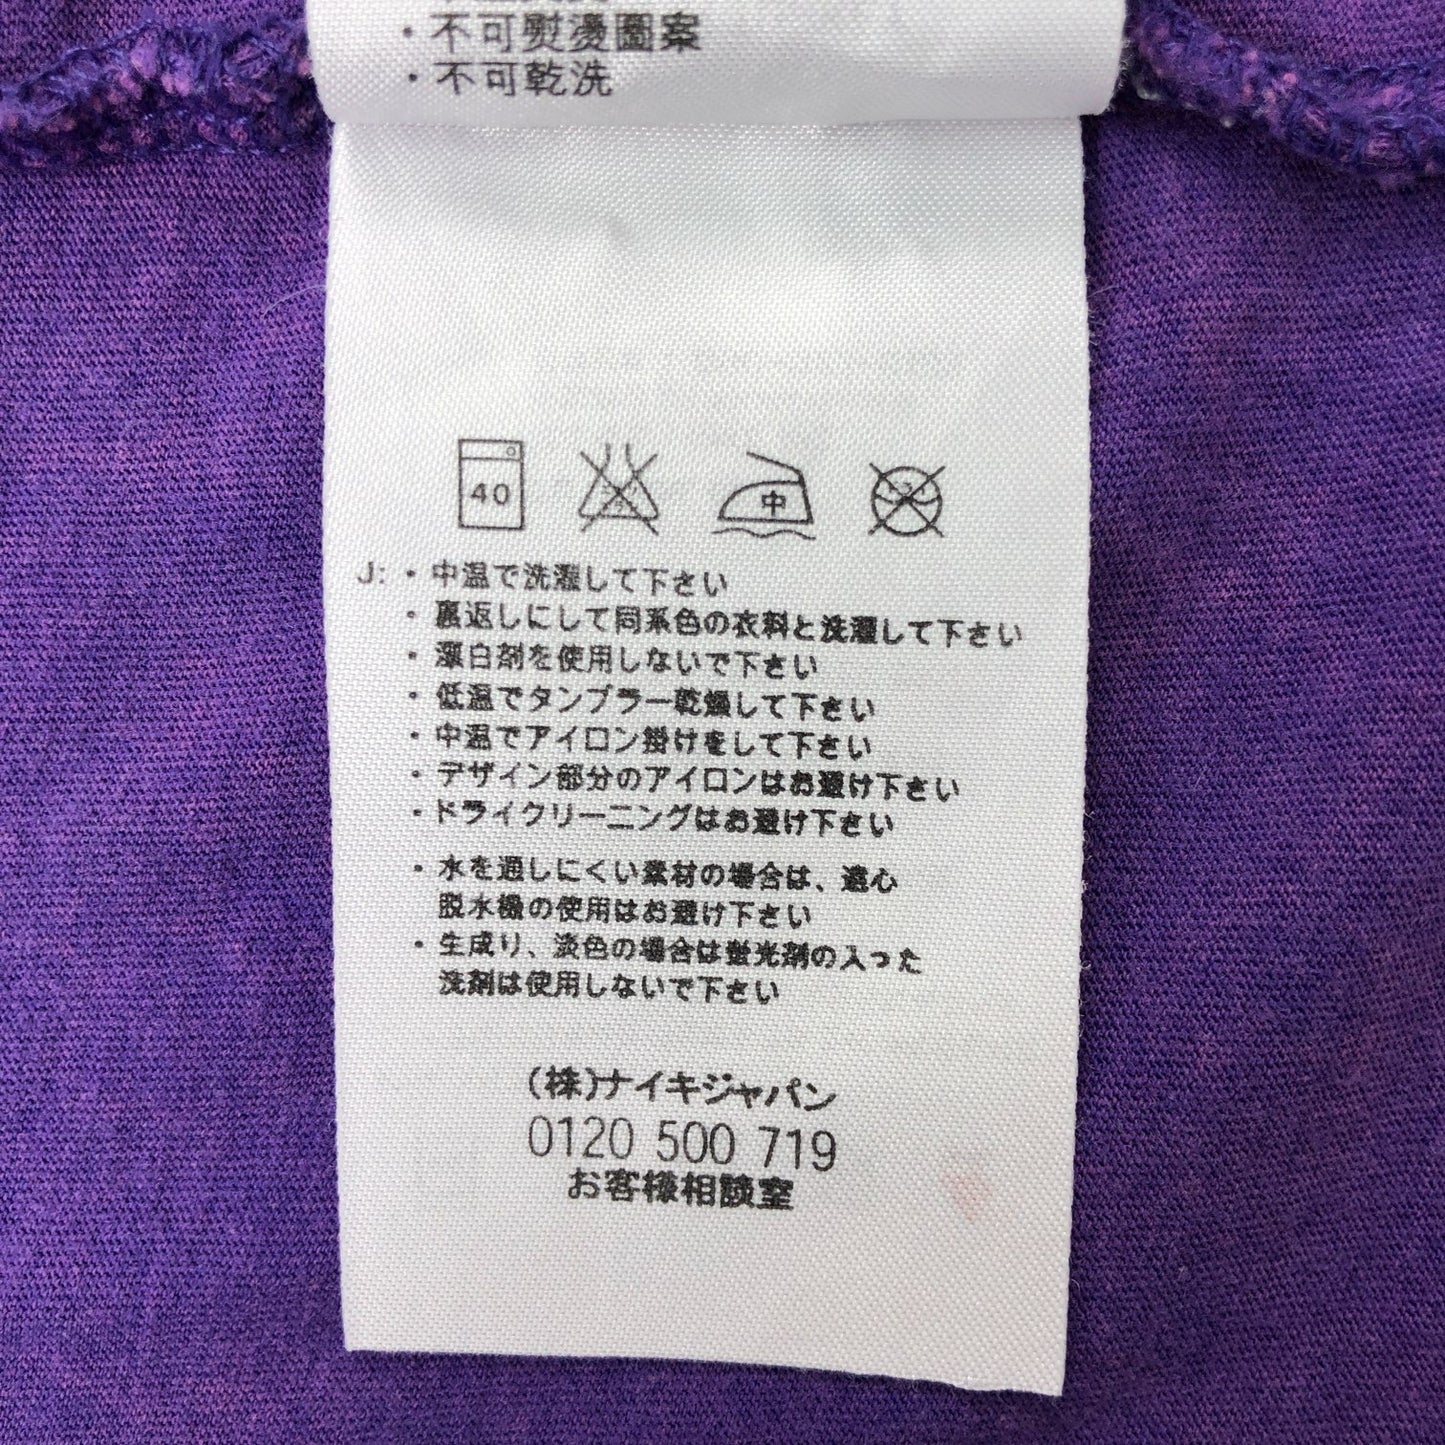 ・不可熨燙圖案
・不可乾洗
40
中
J: ・中温で洗濯して下さい
・裏返しにして同系色の衣料と洗濯して下さい
・漂白剤を使用しないで下さい
・低温でタンブラー乾燥して下さい
・中温でアイロン掛けをして下さい
・デザイン部分のアイロンはお避け下さい
・ドライクリーニングはお避け下さい
・水を通しにくい素材の場合は、遠心
脱水機の使用はお避け下さい
・生成り、淡色の場合は蛍光剤の入った
洗剤は使用しないで下さい
(株)ナイキジャパン
0120 500 719
お客様相談室